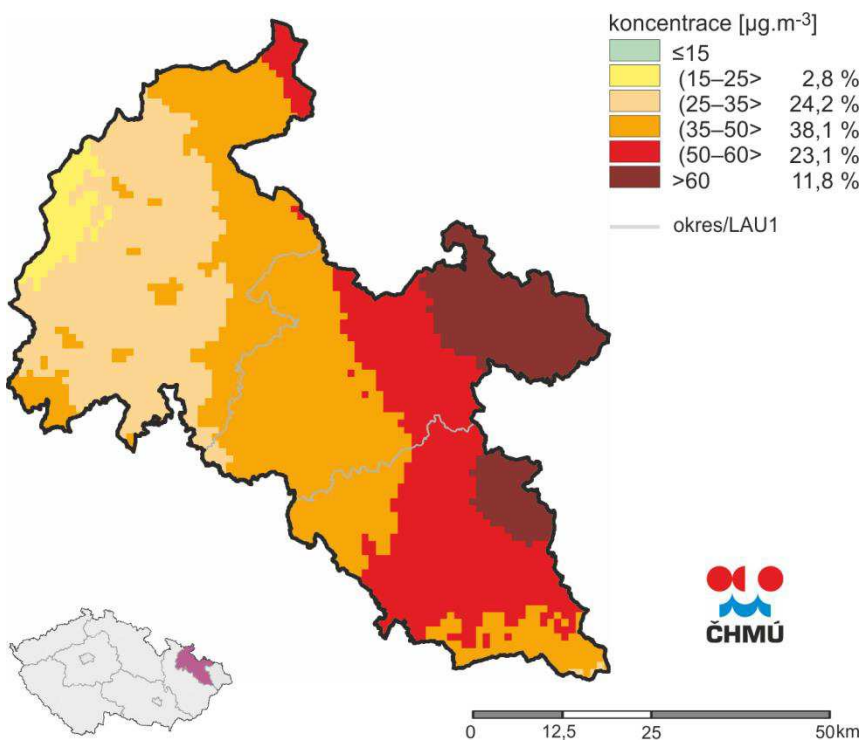 koncentrace [µg.m-3]
≤15
(15–25> 2,8 %
(25–35> 24,2 %
(35–50> 38,1 %
(50–60> 23,1 %
>60 11,8 %
okres/LAU1
ČHMÚ
0 12,5 25 50km